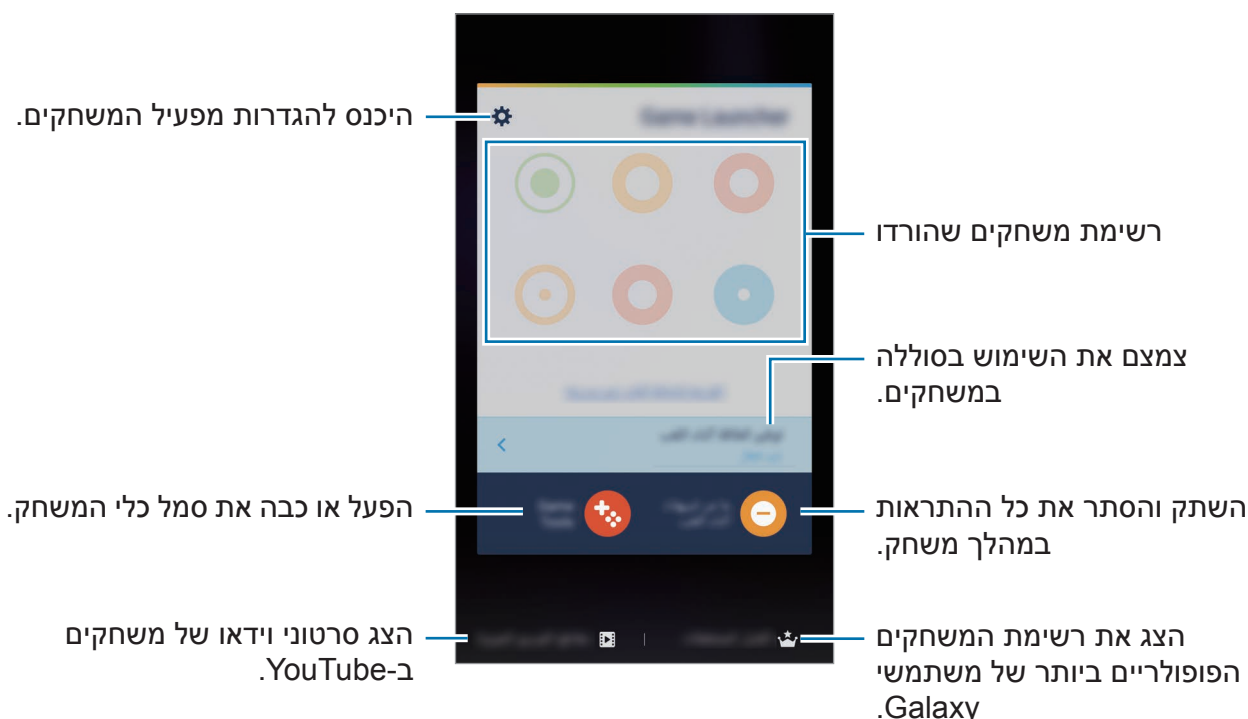 היכנס להגדרות מפעיל המשחקים.
Game Launcher
רשימת משחקים שהורדו
צמצם את השימוש בסוללה
במשחקים.
הפעל או כבה את סמל כלי המשחק.
Game
Tools
השתק והסתר את כל ההתראות
במהלך משחק.
הצג סרטוני וידאו של משחקים
ב-YouTube.
הצג את רשימת המשחקים
הפופולריים ביותר של משתמשי
Galaxy.